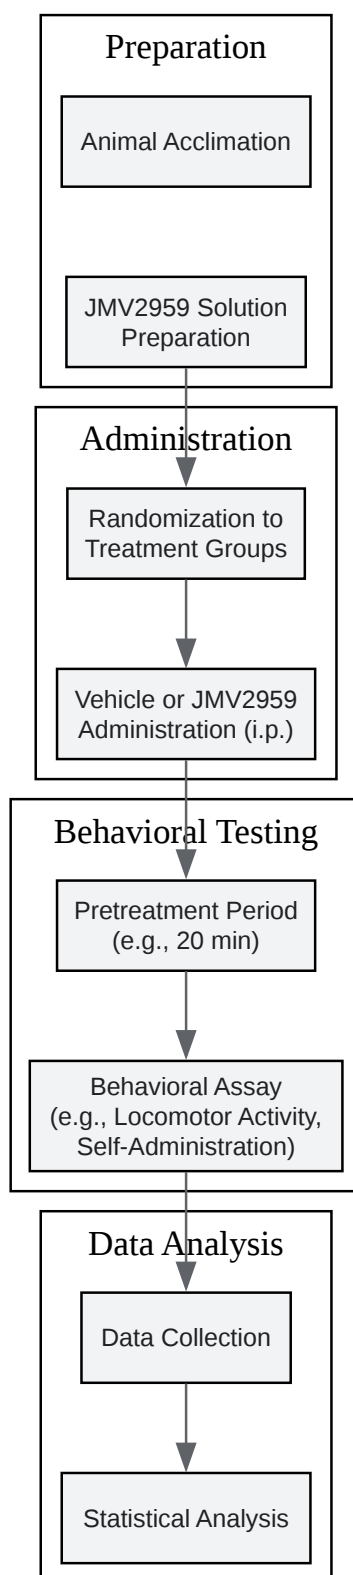 Preparation
Animal Acclimation
JMV2959 Solution
Preparation
Administration
Randomization to
Treatment Groups
Vehicle or JMV2959
Administration (i.p.)
Behavioral Testing
Pretreatment Period
(e.g., 20 min)
Behavioral Assay
(e.g., Locomotor Activity,
Self-Administration)
Data Analysis
Data Collection
Statistical Analysis